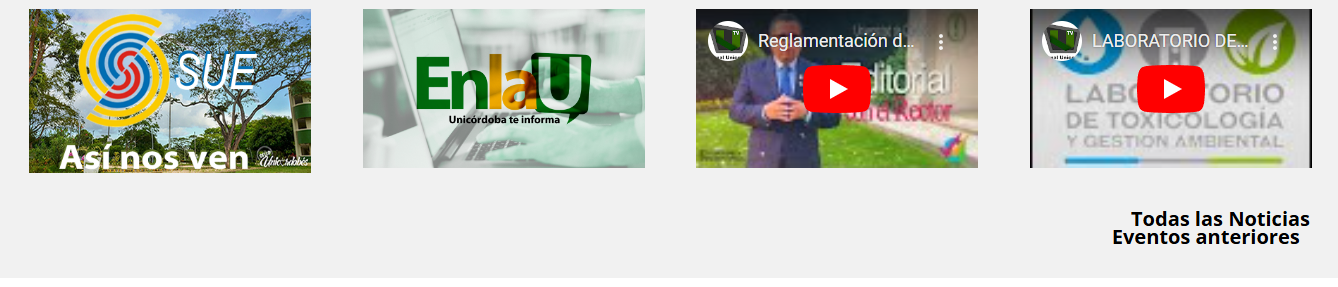 SUE
Así nos ven
EnlaU
Unicórdoba te informa
Reglamentación d...
Editorial
con el Rector
LABORATORIO DE...
LABORATORIO
DE TOXICOLOGÍA
Y GESTIÓN AMBIENTAL
Todas las Noticias
Eventos anteriores